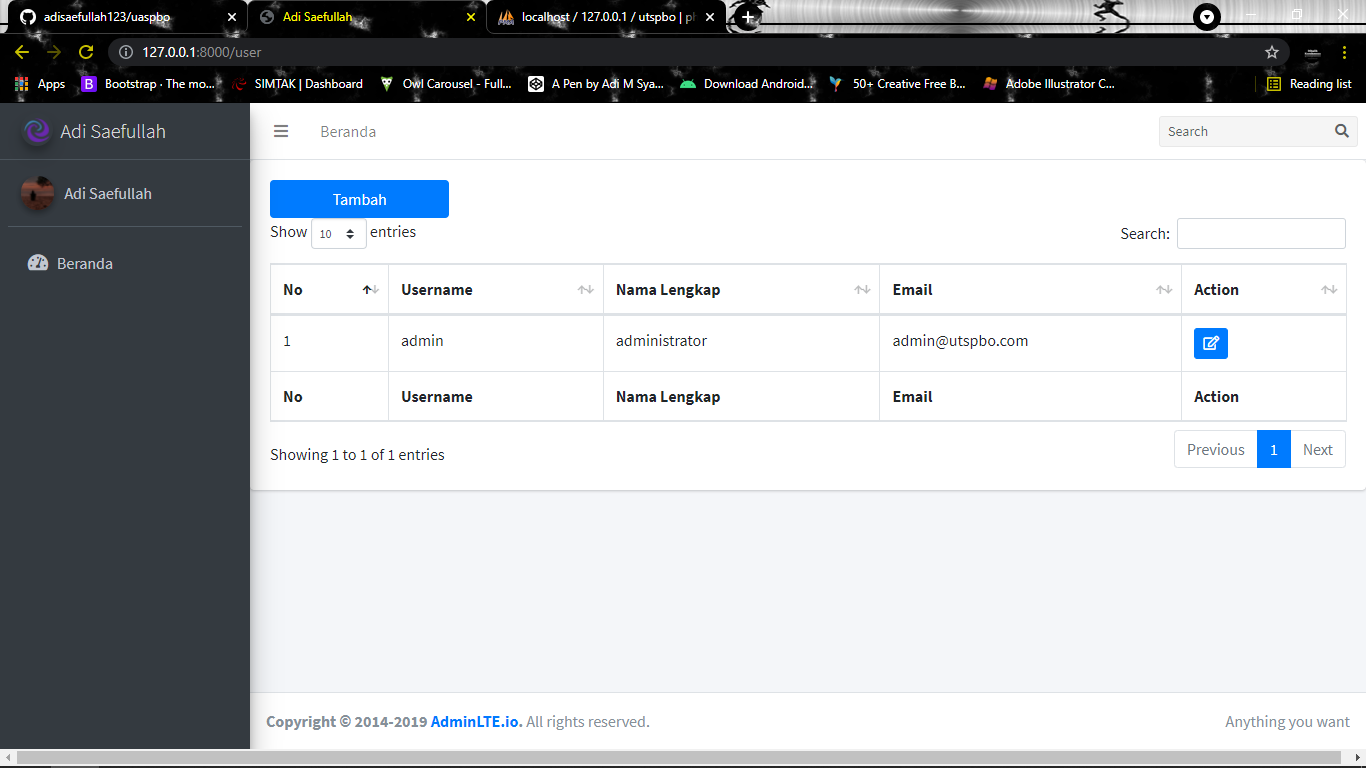 adisaefullah123/uaspbo Adi Saefullah localhost / 127.0.0.1 / utspbo | pl
127.0.0.1:8000/user
Apps Bootstrap · The mo... SIMTAK | Dashboard Owl Carousel - Full... A Pen by Adi M Sya... Download Android... 50+ Creative Free B... Adobe Illustrator C... Reading list
Adi Saefullah Beranda Search
Adi Saefullah
Beranda
Tambah
Show 10 entries Search:
No Username Nama Lengkap Email Action
1 admin administrator admin@utspbo.com
No Username Nama Lengkap Email Action
Showing 1 to 1 of 1 entries Previous 1 Next
Copyright © 2014-2019 AdminLTE.io. All rights reserved. Anything you want